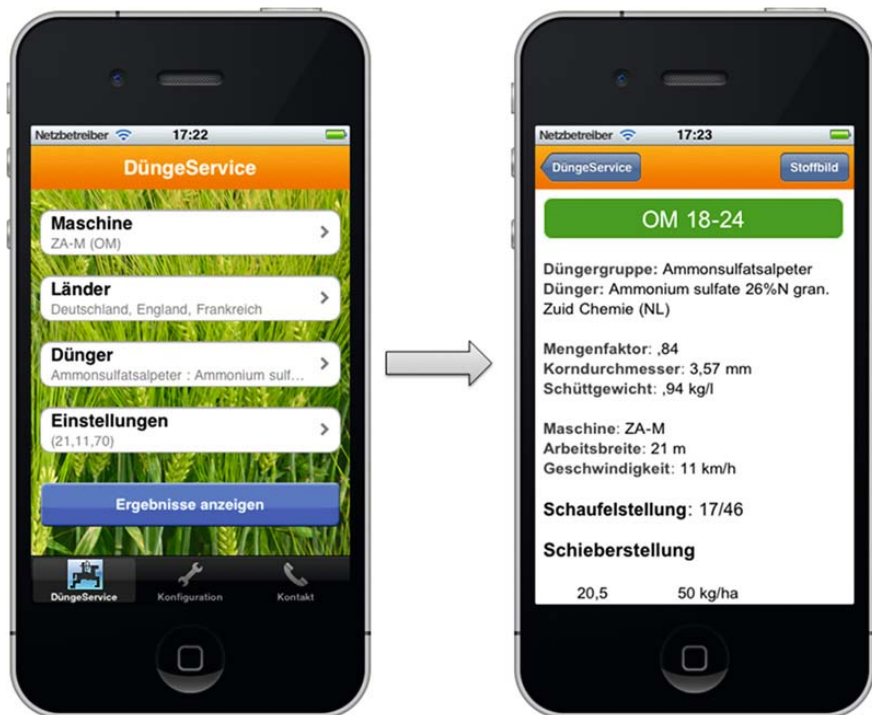 Netzbetreiber 17:22
DüngeService
Maschine
ZA-M (OM)
Länder
Deutschland, England, Frankreich
Dünger
Ammonsulfatsalpeter : Ammonium sulf...
Einstellungen
(21,11,70)
Ergebnisse anzeigen
DüngeService Konfiguration Kontakt
Netzbetreiber 17:23
DüngeService Stoffbild
OM 18-24
Düngergruppe: Ammonsulfatsalpeter
Dünger: Ammonium sulfate 26%N gran.
Zuid Chemie (NL)
Mengenfaktor: ,84
Korndurchmesser: 3,57 mm
Schüttgewicht: ,94 kg/l
Maschine: ZA-M
Arbeitsbreite: 21 m
Geschwindigkeit: 11 km/h
Schaufelstellung: 17/46
Schieberstellung
20,5 50 kg/ha